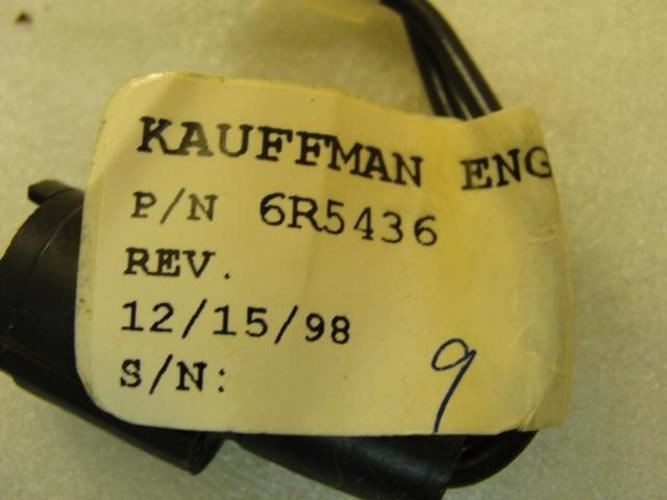 KAUFFMAN ENG
P/N 6R5436
REV.
12/15/98
S/N:
9